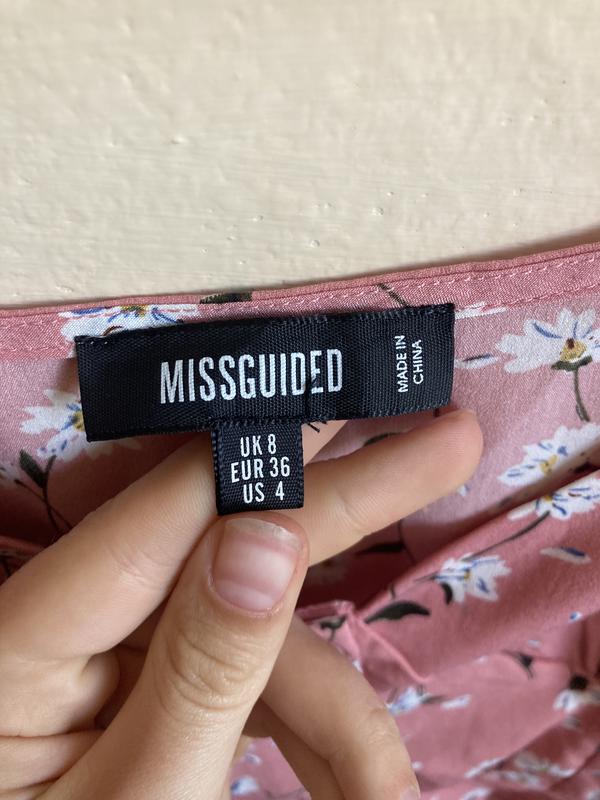 MISSGUIDED
MADE IN
CHINA
UK 8
EUR 36
US 4